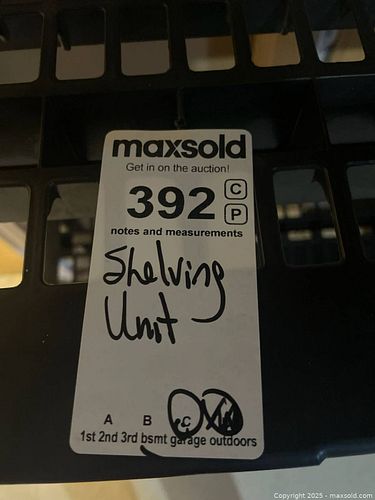 maxsold
Get in on the auction!
392 C
P
notes and measurements
Shelving
Unit
A B C
1st 2nd 3rd bsmt garage outdoors
Copyright 2025 - maxsold.com